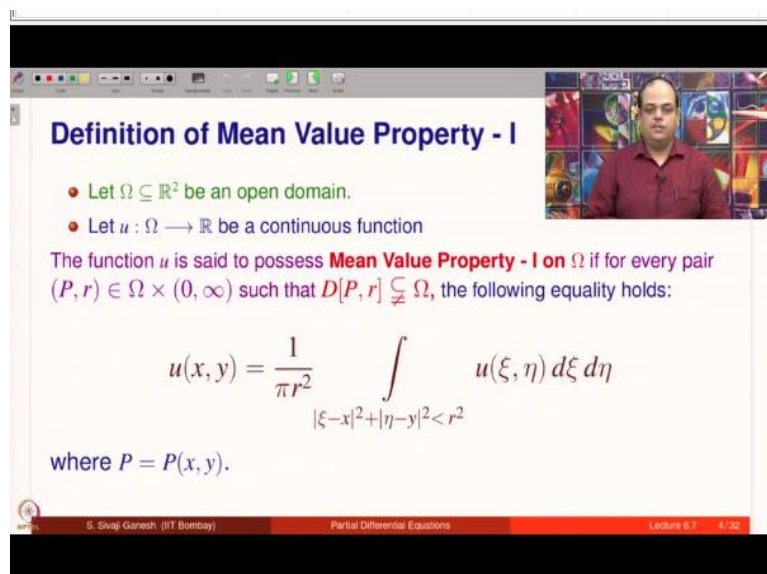 Definition of Mean Value Property - I
Let Ω ⊆ ℝ² be an open domain.
Let u : Ω ⟶ ℝ be a continuous function
The function u is said to possess Mean Value Property - I on Ω if for every pair
(P, r) ∈ Ω × (0, ∞) such that D[P, r] ⊊ Ω, the following equality holds:
u(x, y) = 1/(πr²) ∫_{|ξ−x|²+|η−y|²<r²} u(ξ, η) dξ dη
where P = P(x, y).
S. Sivaji Ganesh (IIT Bombay) Partial Differential Equations Lecture 6.7 4/32